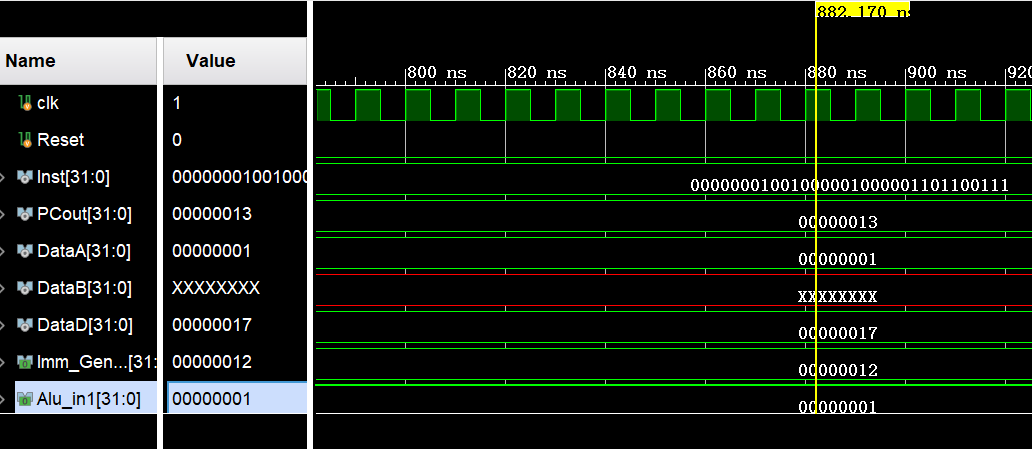 882.170 ns
Name Value
800 ns 820 ns 840 ns 860 ns 880 ns 900 ns 920
clk 1
Reset 0
Inst[31:0] 00000001001000 00000001001000001000001101100111
PCout[31:0] 00000013 00000013
DataA[31:0] 00000001 00000001
DataB[31:0] XXXXXXXX XXXXXXXX
DataD[31:0] 00000017 00000017
Imm_Gen...[31: 00000012 00000012
Alu_in1[31:0] 00000001 00000001